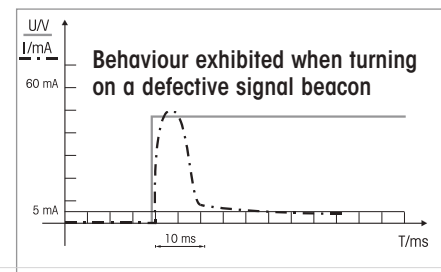 U/V
I/mA
Behaviour exhibited when turning
on a defective signal beacon
60 mA
5 mA
10 ms
T/ms